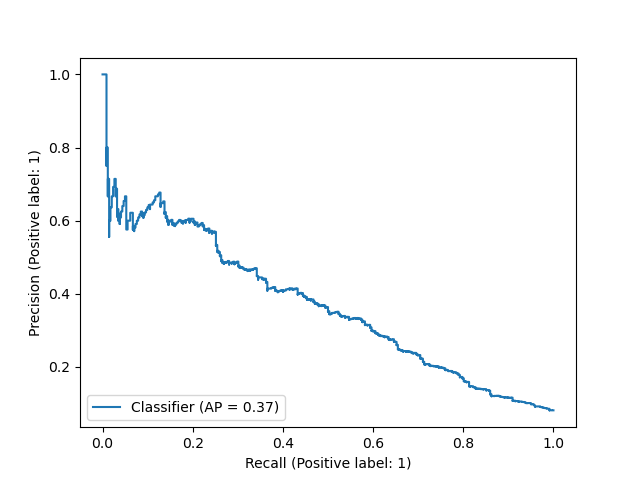 1.0
0.8
0.6
0.4
0.2
Precision (Positive label: 1)
Classifier (AP = 0.37)
0.0 0.2 0.4 0.6 0.8 1.0
Recall (Positive label: 1)